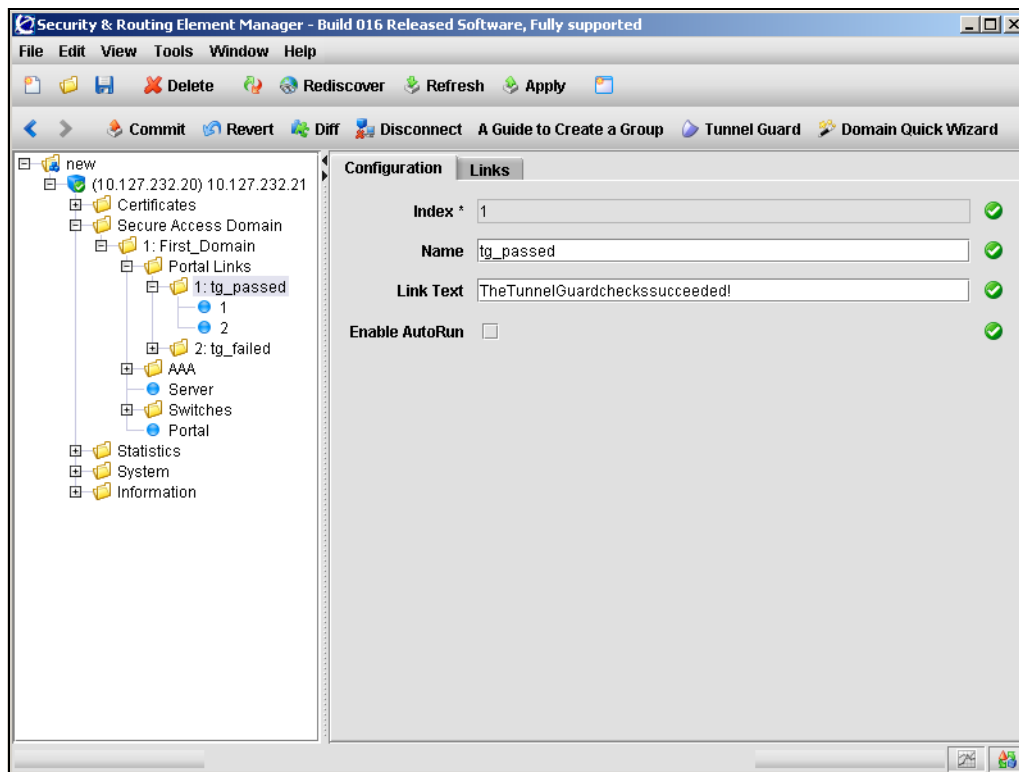 Security & Routing Element Manager - Build 016 Released Software, Fully supported
File Edit View Tools Window Help
Delete Rediscover Refresh Apply
Commit Revert Diff Disconnect A Guide to Create a Group Tunnel Guard Domain Quick Wizard
new
(10.127.232.20) 10.127.232.21
Certificates
Secure Access Domain
1: First_Domain
Portal Links
1: tg_passed
1
2
2: tg_failed
AAA
Server
Switches
Portal
Statistics
System
Information
Configuration Links
Index * 1
Name tg_passed
Link Text TheTunnelGuardcheckssucceeded!
Enable AutoRun